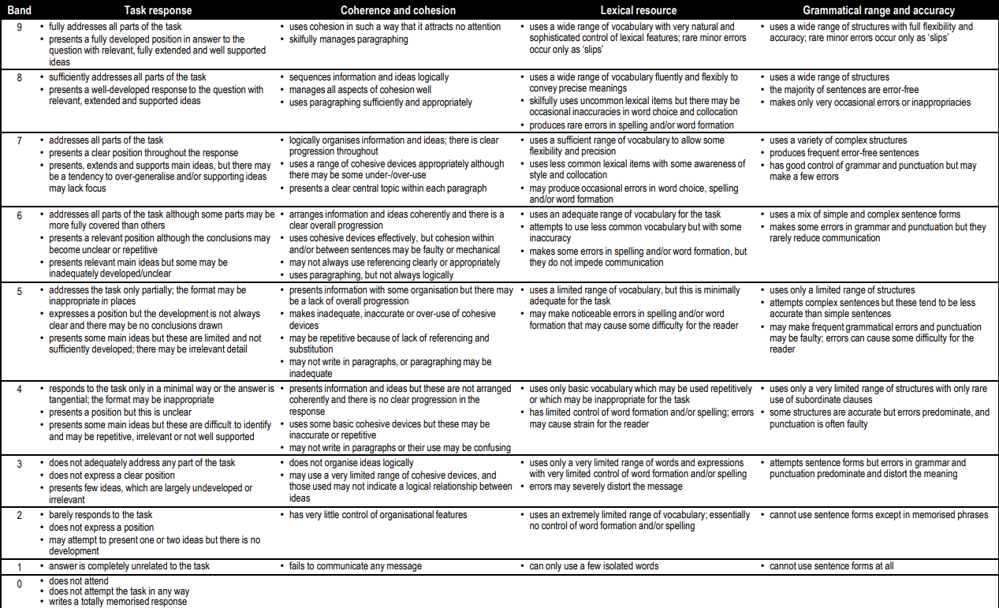 Band Task response Coherence and cohesion Lexical resource Grammatical range and accuracy
9
• fully addresses all parts of the task
• presents a fully developed position in answer to the
question with relevant, fully extended and well supported
ideas
• uses cohesion in such a way that it attracts no attention
• skilfully manages paragraphing
• uses a wide range of vocabulary with very natural and
sophisticated control of lexical features; rare minor errors
occur only as ‘slips’
• uses a wide range of structures with full flexibility and
accuracy; rare minor errors occur only as ‘slips’
8
• sufficiently addresses all parts of the task
• presents a well-developed response to the question with
relevant, extended and supported ideas
• sequences information and ideas logically
• manages all aspects of cohesion well
• uses paragraphing sufficiently and appropriately
• uses a wide range of vocabulary fluently and flexibly to
convey precise meanings
• skilfully uses uncommon lexical items but there may be
occasional inaccuracies in word choice and collocation
• produces rare errors in spelling and/or word formation
• uses a wide range of structures
• the majority of sentences are error-free
• makes only very occasional errors or inappropriacies
7
• addresses all parts of the task
• presents a clear position throughout the response
• presents, extends and supports main ideas, but there may
be a tendency to over-generalise and/or supporting ideas
may lack focus
• logically organises information and ideas; there is clear
progression throughout
• uses a range of cohesive devices appropriately although
there may be some under-/over-use
• presents a clear central topic within each paragraph
• uses a sufficient range of vocabulary to allow some
flexibility and precision
• uses less common lexical items with some awareness of
style and collocation
• may produce occasional errors in word choice, spelling
and/or word formation
• uses a variety of complex structures
• produces frequent error-free sentences
• has good control of grammar and punctuation but may
make a few errors
6
• addresses all parts of the task although some parts may be
more fully covered than others
• presents a relevant position although the conclusions may
become unclear or repetitive
• presents relevant main ideas but some may be
inadequately developed/unclear
• arranges information and ideas coherently and there is a
clear overall progression
• uses cohesive devices effectively, but cohesion within
and/or between sentences may be faulty or mechanical
• may not always use referencing clearly or appropriately
• uses paragraphing, but not always logically
• uses an adequate range of vocabulary for the task
• attempts to use less common vocabulary but with some
inaccuracy
• makes some errors in spelling and/or word formation, but
they do not impede communication
• uses a mix of simple and complex sentence forms
• makes some errors in grammar and punctuation but they
rarely reduce communication
5
• addresses the task only partially; the format may be
inappropriate in places
• expresses a position but the development is not always
clear and there may be no conclusions drawn
• presents some main ideas but these are limited and not
sufficiently developed; there may be irrelevant detail
• presents information with some organisation but there may
be a lack of overall progression
• makes inadequate, inaccurate or over-use of cohesive
devices
• may be repetitive because of lack of referencing and
substitution
• may not write in paragraphs, or paragraphing may be
inadequate
• uses a limited range of vocabulary, but this is minimally
adequate for the task
• may make noticeable errors in spelling and/or word
formation that may cause some difficulty for the reader
• uses only a limited range of structures
• attempts complex sentences but these tend to be less
accurate than simple sentences
• may make frequent grammatical errors and punctuation
may be faulty; errors can cause some difficulty for the
reader
4
• responds to the task only in a minimal way or the answer is
tangential; the format may be inappropriate
• presents a position but this is unclear
• presents some main ideas but these are difficult to identify
and may be repetitive, irrelevant or not well supported
• presents information and ideas but these are not arranged
coherently and there is no clear progression in the
response
• uses some basic cohesive devices but these may be
inaccurate or repetitive
• may not write in paragraphs or their use may be confusing
• uses only basic vocabulary which may be used repetitively
or which may be inappropriate for the task
• has limited control of word formation and/or spelling; errors
may cause strain for the reader
• uses only a very limited range of structures with only rare
use of subordinate clauses
• some structures are accurate but errors predominate, and
punctuation is often faulty
3
• does not adequately address any part of the task
• does not express a clear position
• presents few ideas, which are largely undeveloped or
irrelevant
• does not organise ideas logically
• may use a very limited range of cohesive devices, and
those used may not indicate a logical relationship between
ideas
• uses only a very limited range of words and expressions
with very limited control of word formation and/or spelling
• errors may severely distort the message
• attempts sentence forms but errors in grammar and
punctuation predominate and distort the meaning
2
• barely responds to the task
• does not express a position
• may attempt to present one or two ideas but there is no
development
• has very little control of organisational features
• uses an extremely limited range of vocabulary; essentially
no control of word formation and/or spelling
• cannot use sentence forms except in memorised phrases
1
• answer is completely unrelated to the task
• fails to communicate any message
• can only use a few isolated words
• cannot use sentence forms at all
0
• does not attend
• does not attempt the task in any way
• writes a totally memorised response